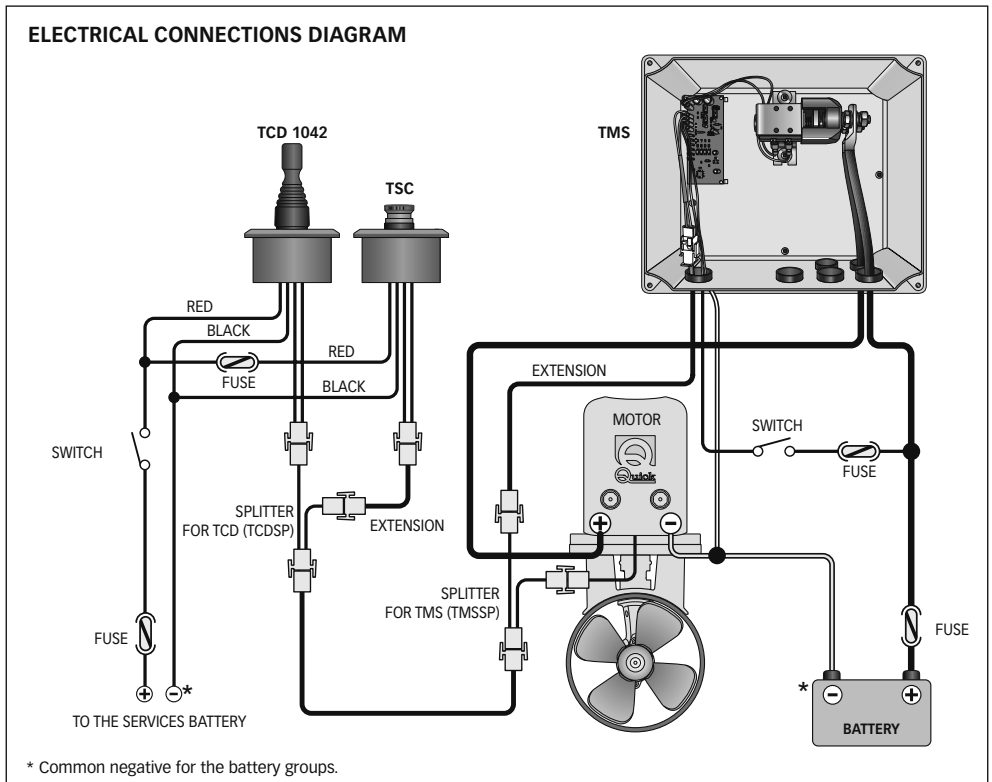 ELECTRICAL CONNECTIONS DIAGRAM
TCD 1042
TSC
TMS
RED
BLACK
RED
FUSE
BLACK
EXTENSION
SWITCH
MOTOR
Quick
SWITCH
FUSE
SPLITTER
FOR TCD (TCDSP)
EXTENSION
+
−
SPLITTER
FOR TMS (TMSSP)
FUSE
FUSE
+
−*
TO THE SERVICES BATTERY
*
−
+
BATTERY
* Common negative for the battery groups.